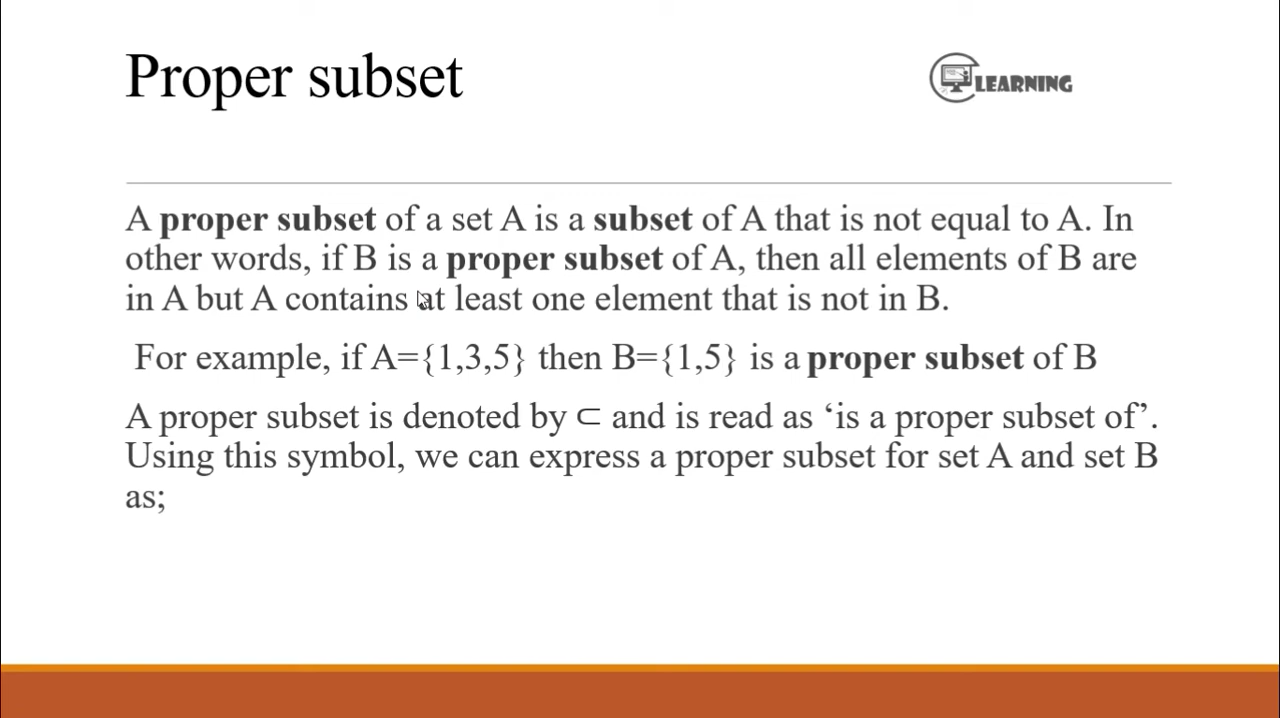 Proper subset
LEARNING
A proper subset of a set A is a subset of A that is not equal to A. In
other words, if B is a proper subset of A, then all elements of B are
in A but A contains at least one element that is not in B.
For example, if A={1,3,5} then B={1,5} is a proper subset of B
A proper subset is denoted by ⊂ and is read as ‘is a proper subset of’.
Using this symbol, we can express a proper subset for set A and set B
as;